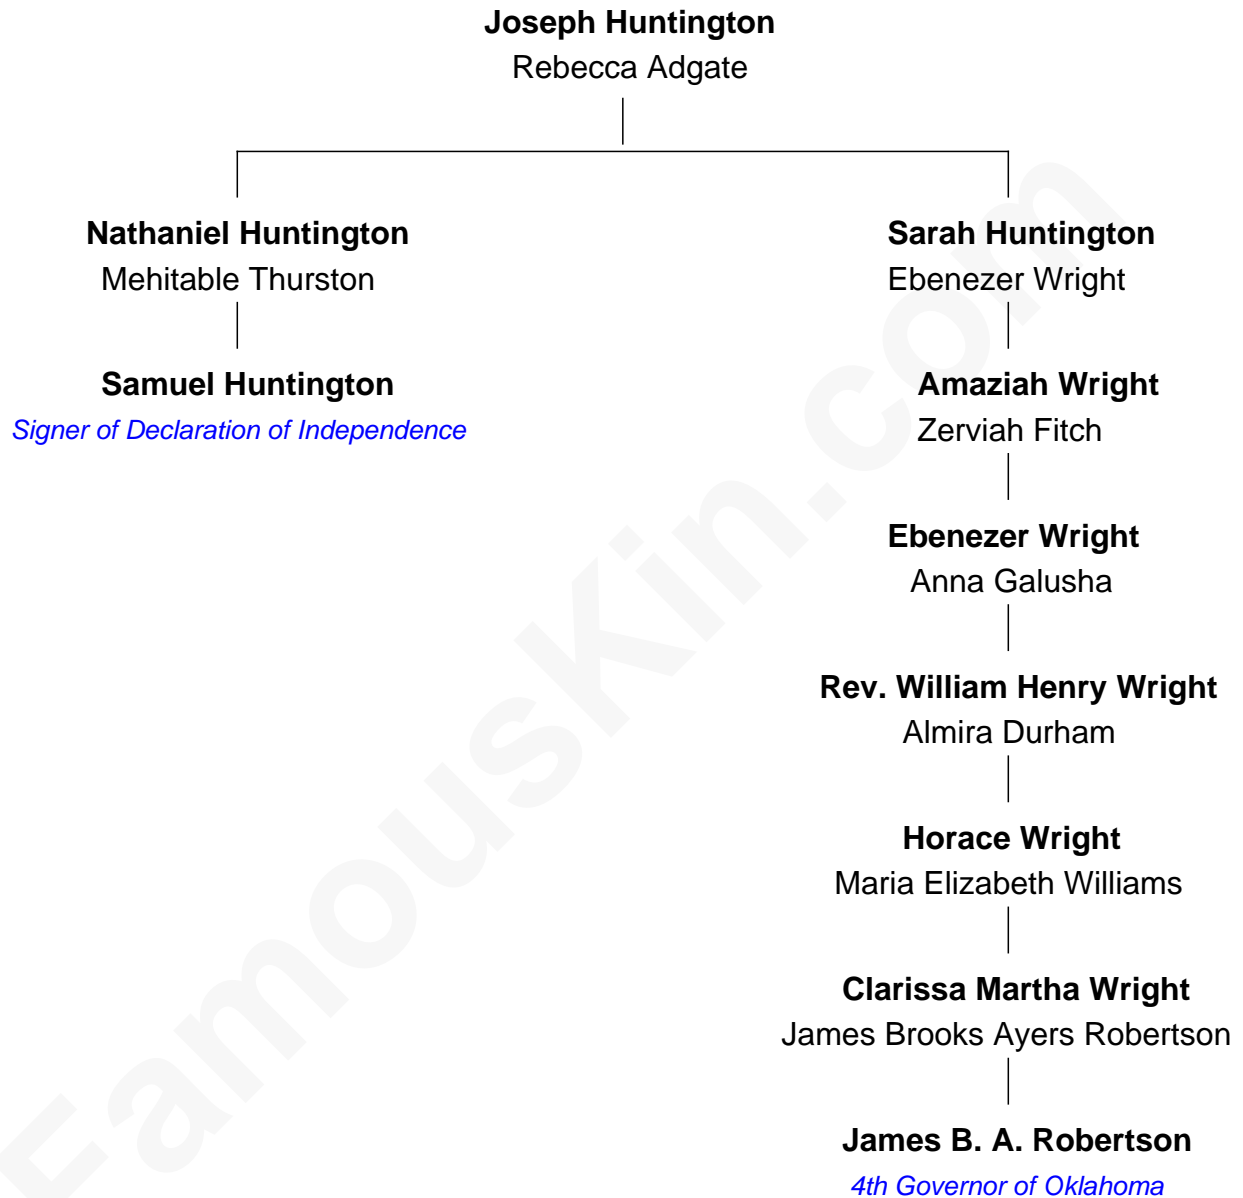 Joseph Huntington
Rebecca Adgate
Nathaniel Huntington
Mehitable Thurston
Samuel Huntington
Signer of Declaration of Independence
Sarah Huntington
Ebenezer Wright
Amaziah Wright
Zerviah Fitch
Ebenezer Wright
Anna Galusha
Rev. William Henry Wright
Almira Durham
Horace Wright
Maria Elizabeth Williams
Clarissa Martha Wright
James Brooks Ayers Robertson
James B. A. Robertson
4th Governor of Oklahoma
FamousKin.com